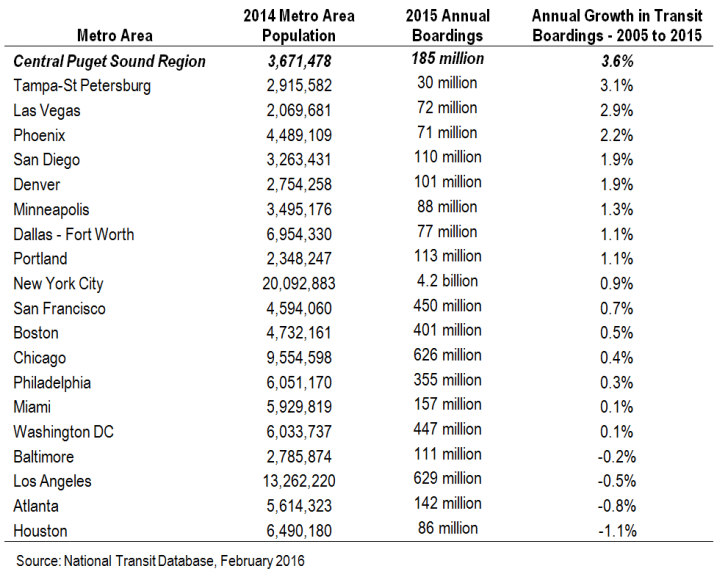 Metro Area 2014 Metro Area Population 2015 Annual Boardings Annual Growth in Transit Boardings - 2005 to 2015
Central Puget Sound Region 3,671,478 185 million 3.6%
Tampa-St Petersburg 2,915,582 30 million 3.1%
Las Vegas 2,069,681 72 million 2.9%
Phoenix 4,489,109 71 million 2.2%
San Diego 3,263,431 110 million 1.9%
Denver 2,754,258 101 million 1.9%
Minneapolis 3,495,176 88 million 1.3%
Dallas - Fort Worth 6,954,330 77 million 1.1%
Portland 2,348,247 113 million 1.1%
New York City 20,092,883 4.2 billion 0.9%
San Francisco 4,594,060 450 million 0.7%
Boston 4,732,161 401 million 0.5%
Chicago 9,554,598 626 million 0.4%
Philadelphia 6,051,170 355 million 0.3%
Miami 5,929,819 157 million 0.1%
Washington DC 6,033,737 447 million 0.1%
Baltimore 2,785,874 111 million -0.2%
Los Angeles 13,262,220 629 million -0.5%
Atlanta 5,614,323 142 million -0.8%
Houston 6,490,180 86 million -1.1%
Source: National Transit Database, February 2016